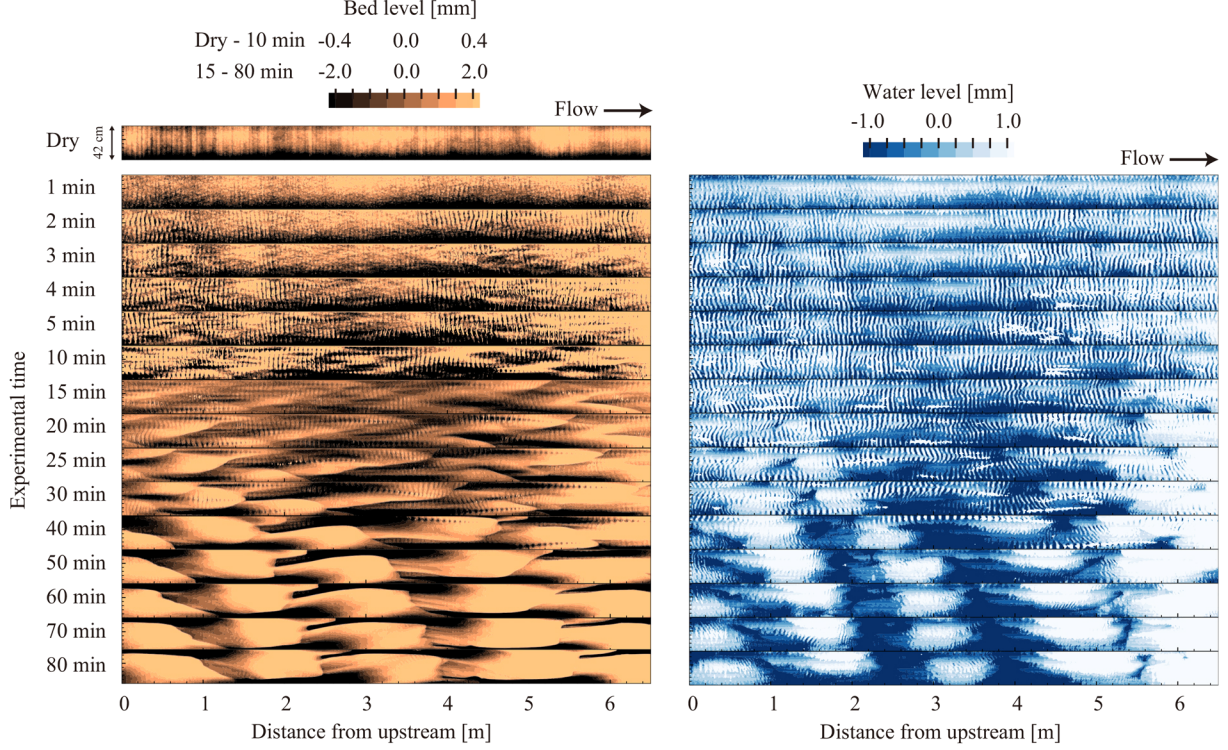 Bed level [mm]
Dry - 10 min -0.4 0.0 0.4
15 - 80 min -2.0 0.0 2.0
Flow
Dry
42 cm
Water level [mm]
-1.0 0.0 1.0
Flow
Experimental time
1 min
2 min
3 min
4 min
5 min
10 min
15 min
20 min
25 min
30 min
40 min
50 min
60 min
70 min
80 min
0 1 2 3 4 5 6
Distance from upstream [m]
0 1 2 3 4 5 6
Distance from upstream [m]